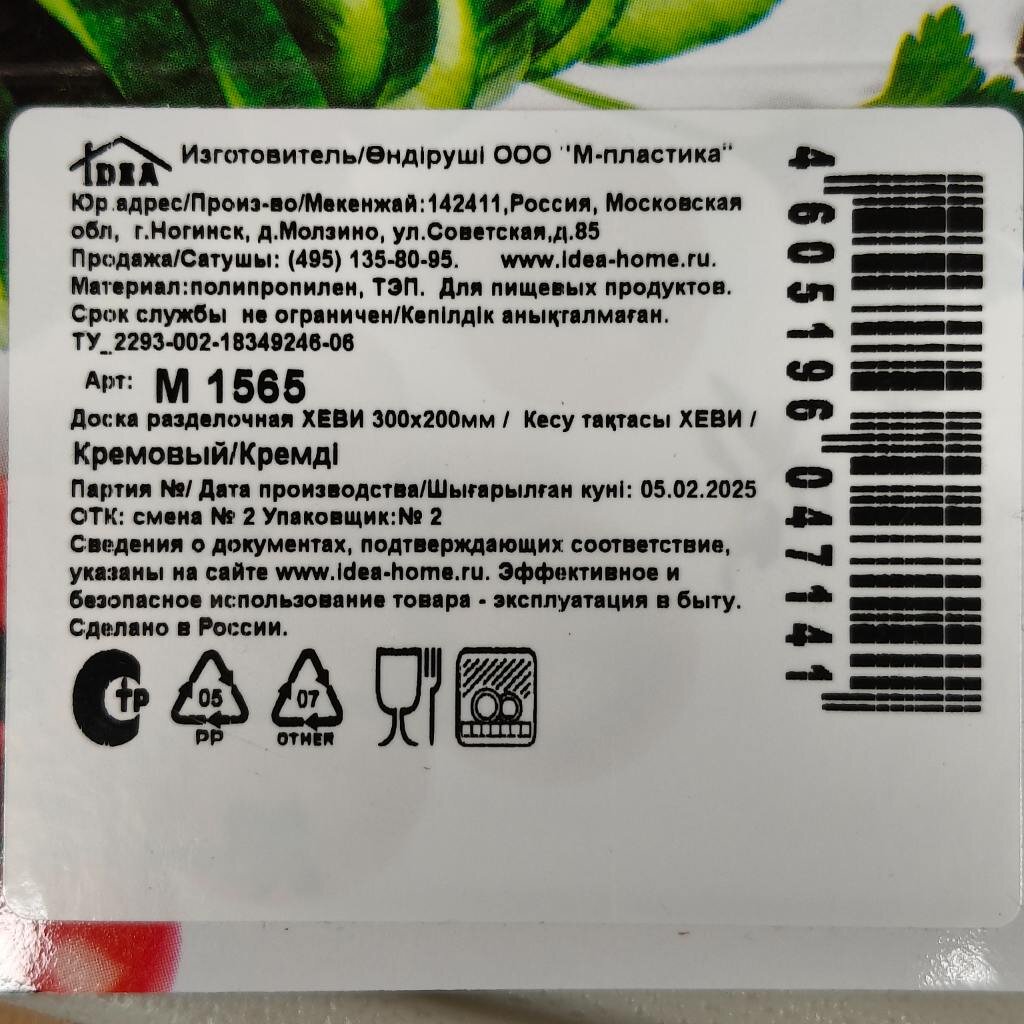 IDEA
Изготовитель/Өндіруші ООО "М-пластика"
Юр.адрес/Произ-во/Мекенжай:142411,Россия, Московская
обл, г.Ногинск, д.Молзино, ул.Советская,д.85
Продажа/Сатушы: (495) 135-80-95. www.idea-home.ru.
Материал:полипропилен, ТЭП. Для пищевых продуктов.
Срок службы не ограничен/Кепілдік анықталмаған.
ТУ_2293-002-18349246-06
Арт: М 1565
Доска разделочная ХЕВИ 300х200мм / Кесу тақтасы ХЕВИ /
Кремовый/Кремді
Партия №/ Дата производства/Шығарылған куні: 05.02.2025
ОТК: смена № 2 Упаковщик:№ 2
Сведения о документах, подтверждающих соответствие,
указаны на сайте www.idea-home.ru. Эффективное и
безопасное использование товара - эксплуатация в быту.
Сделано в России.
СТР
05
PP
07
OTHER
4 605196 047141